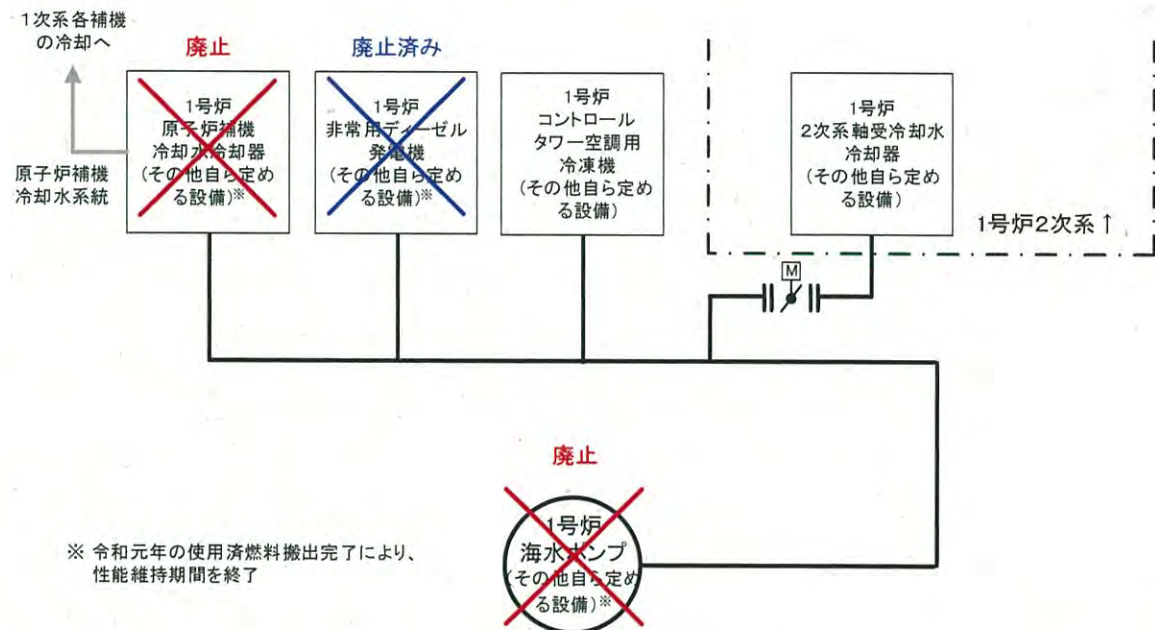 1次系各補機
の冷却へ
廃止
廃止済み
1号炉
原子炉補機
冷却水冷却器
(その他自ら定め
る設備)※
1号炉
非常用ディーゼル
発電機
(その他自ら定め
る設備)※
1号炉
コントロール
タワー空調用
冷凍機
(その他自ら定め
る設備)
1号炉
2次系軸受冷却水
冷却器
(その他自ら定め
る設備)
原子炉補機
冷却水系統
1号炉2次系↑
M
廃止
1号炉
海水ポンプ
(その他自ら定め
る設備)※
※ 令和元年の使用済燃料搬出完了により、
性能維持期間を終了